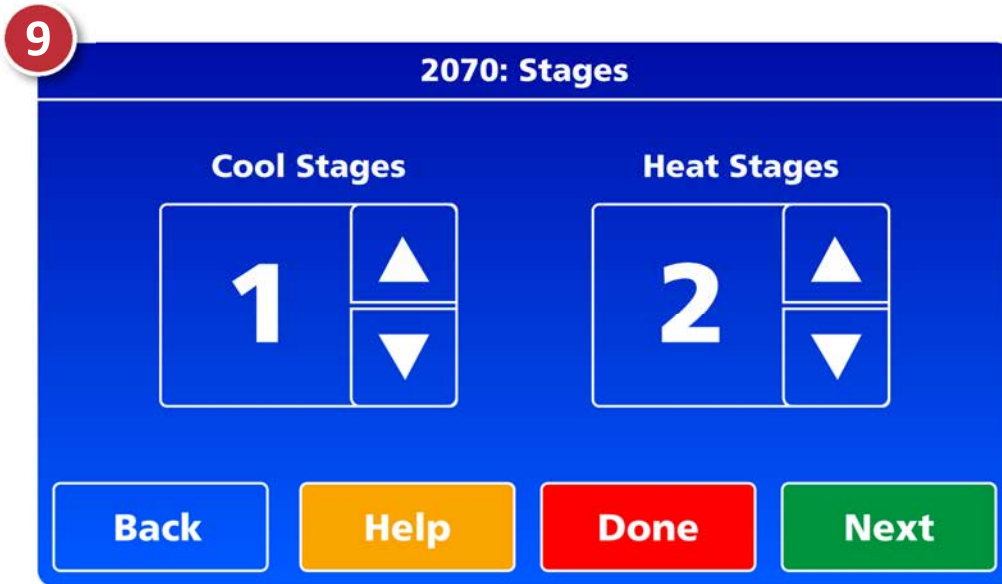 9
2070: Stages
Cool Stages Heat Stages
1 2
Back Help Done Next